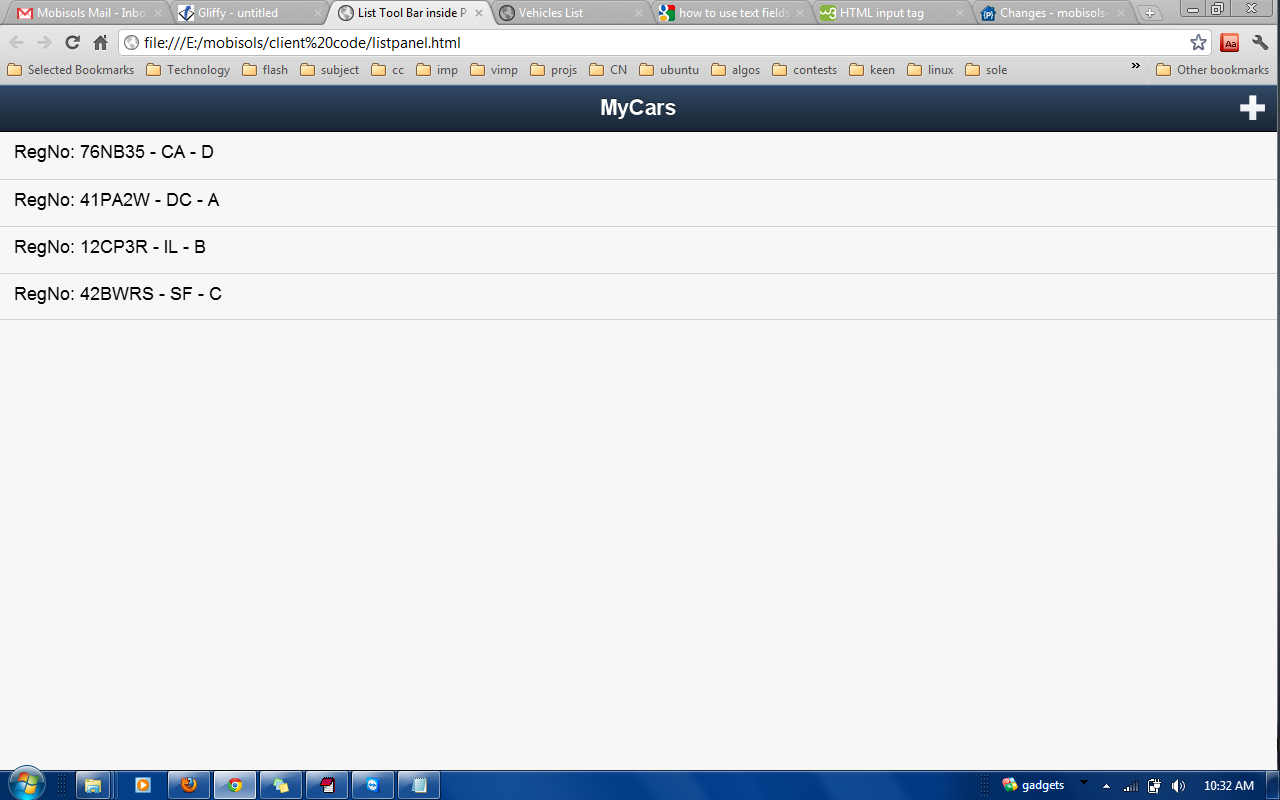 Mobisols Mail - Inbo
Gliffy - untitled
List Tool Bar inside P
Vehicles List
how to use text fields
HTML input tag
Changes - mobisols-
file:///E:/mobisols/client%20code/listpanel.html
Aa
Selected Bookmarks
Technology
flash
subject
cc
imp
vimp
projs
CN
ubuntu
algos
contests
keen
linux
sole
Other bookmarks
MyCars
RegNo: 76NB35 - CA - D
RegNo: 41PA2W - DC - A
RegNo: 12CP3R - IL - B
RegNo: 42BWRS - SF - C
gadgets
10:32 AM